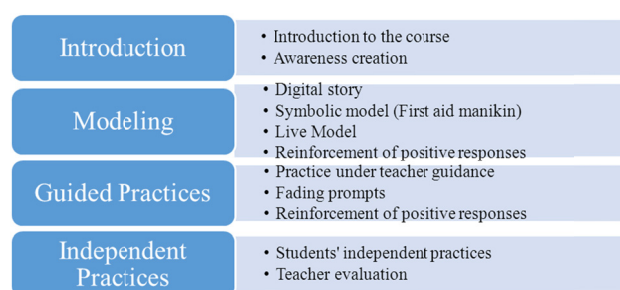 Introduction
• Introduction to the course
• Awareness creation
Modeling
• Digital story
• Symbolic model (First aid manikin)
• Live Model
• Reinforcement of positive responses
Guided Practices
• Practice under teacher guidance
• Fading prompts
• Reinforcement of positive responses
Independent
Practices
• Students' independent practices
• Teacher evaluation